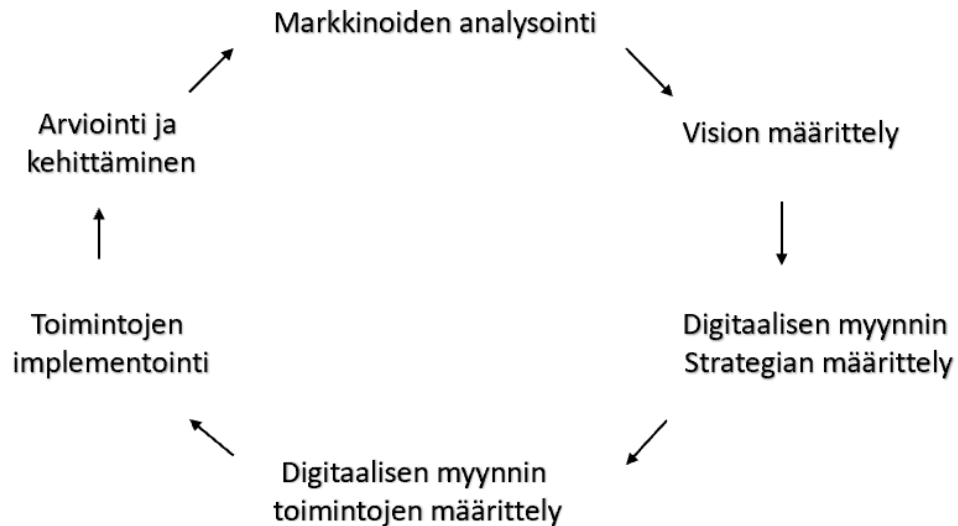 Markkinoiden analysointi
Vision määrittely
Digitaalisen myynnin
Strategian määrittely
Digitaalisen myynnin
toimintojen määrittely
Toimintojen
implementointi
Arviointi ja
kehittäminen